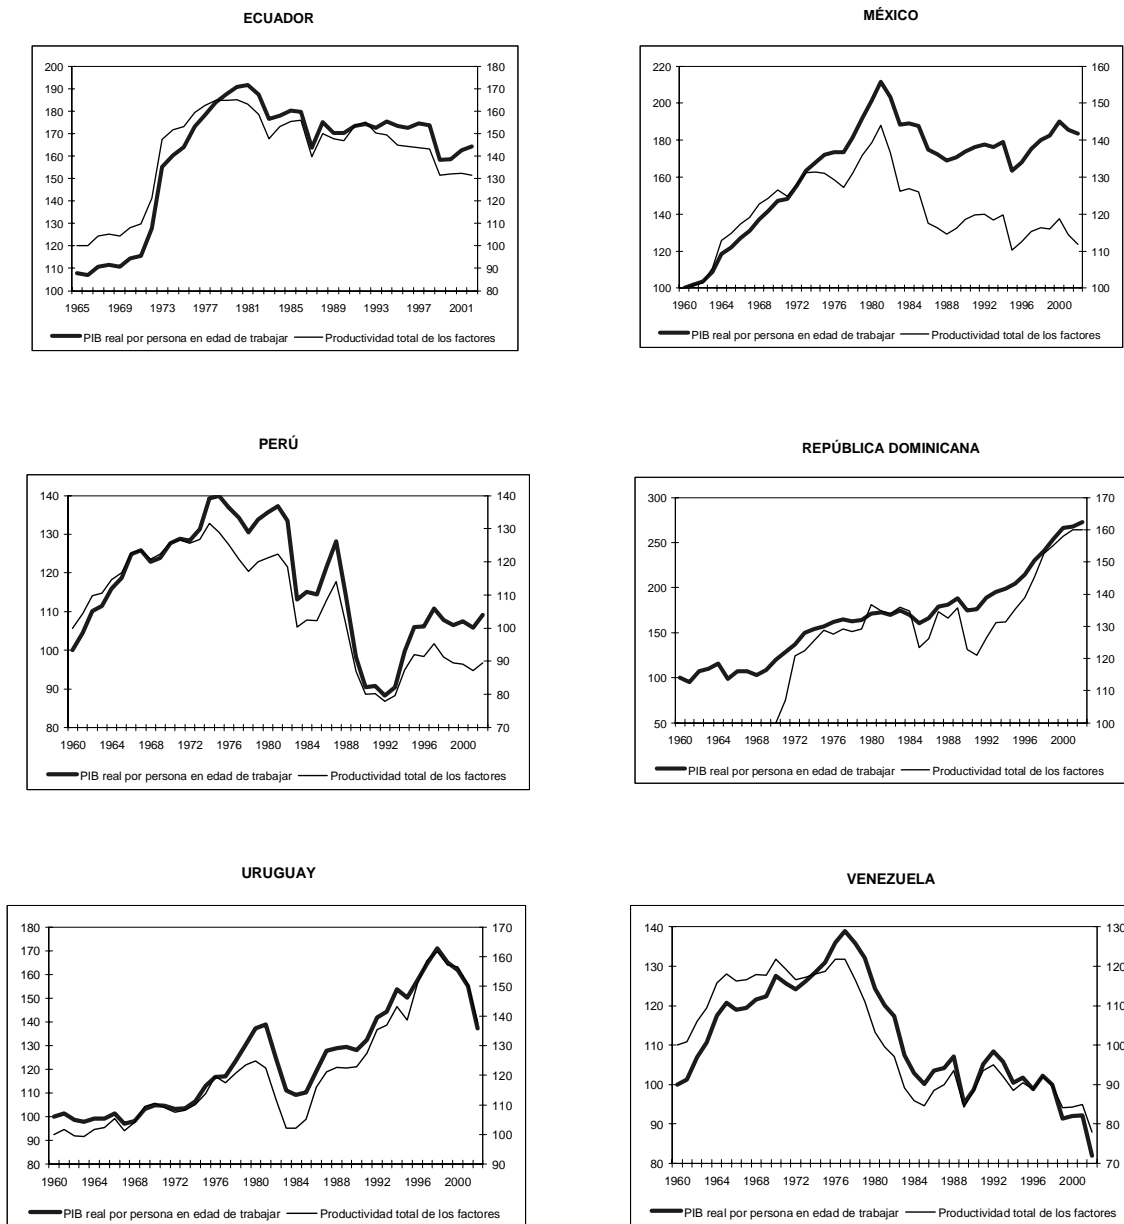 ECUADOR
200 180
190 170
180 160
170 150
160 140
150 130
140 120
130 110
120 100
110 90
100 80
1965 1969 1973 1977 1981 1985 1989 1993 1997 2001
PIB real por persona en edad de trabajar Productividad total de los factores
MÉXICO
220 160
200 150
180 140
160 130
140 120
120 110
100 100
1960 1964 1968 1972 1976 1980 1984 1988 1992 1996 2000
PIB real por persona en edad de trabajar Productividad total de los factores
PERÚ
140 140
130 130
120 120
110 110
100 100
90 90
80 80
70
1960 1964 1968 1972 1976 1980 1984 1988 1992 1996 2000
PIB real por persona en edad de trabajar Productividad total de los factores
REPÚBLICA DOMINICANA
300 170
250 160
200 150
150 140
100 130
50 120
110
100
1960 1964 1968 1972 1976 1980 1984 1988 1992 1996 2000
PIB real por persona en edad de trabajar Productividad total de los factores
URUGUAY
180 170
170 160
160 150
150 140
140 130
130 120
120 110
110 100
100 90
90
80
1960 1964 1968 1972 1976 1980 1984 1988 1992 1996 2000
PIB real por persona en edad de trabajar Productividad total de los factores
VENEZUELA
140 130
130 120
120 110
110 100
100 90
90 80
80 70
1960 1964 1968 1972 1976 1980 1984 1988 1992 1996 2000
PIB real por persona en edad de trabajar Productividad total de los factores